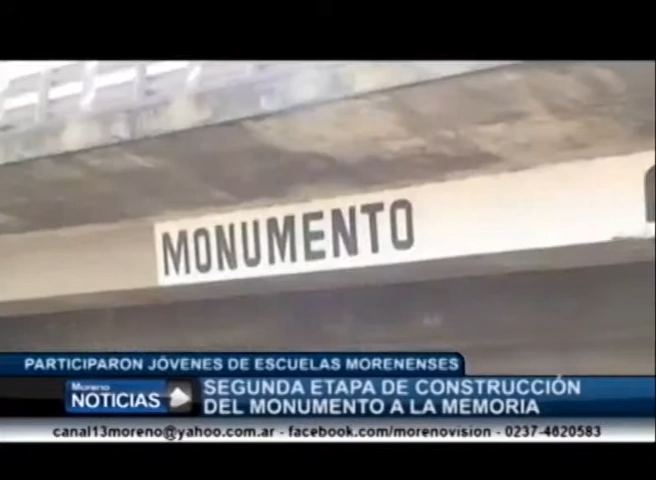 MONUMENTO
PARTICIPARON JÓVENES DE ESCUELAS MORENENSES
Moreno
NOTICIAS
SEGUNDA ETAPA DE CONSTRUCCIÓN
DEL MONUMENTO A LA MEMORIA
canal13moreno@yahoo.com.ar - facebook.com/morenovision - 0237-4620583